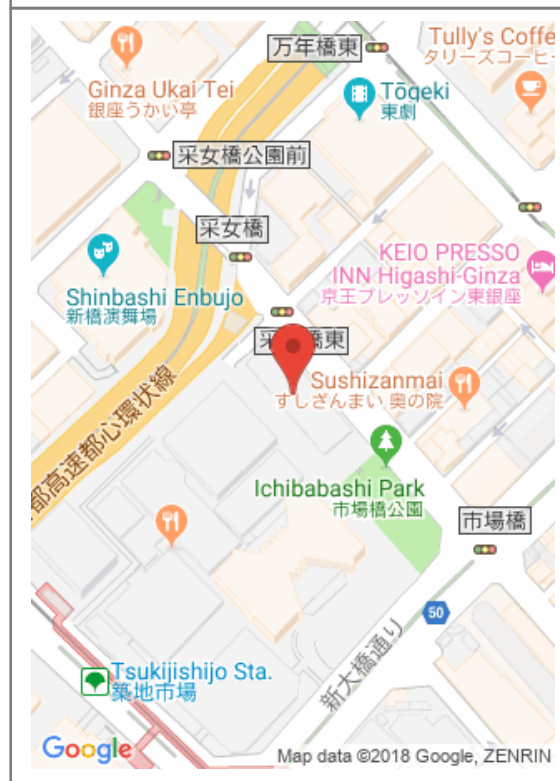 万年橋東
Tully's Coffe
タリーズコーヒー
Ginza Ukai Tei
銀座うかい亭
Tōgeki
東劇
采女橋公園前
采女橋
KEIO PRESSO
INN Higashi-Ginza
京王プレッソイン東銀座
Shinbashi Enbujo
新橋演舞場
采 橋東
Sushizanmai
すしざんまい 奥の院
都高速都心環状線
Ichibabashi Park
市場橋公園
市場橋
50
新大橋通り
Tsukijishijo Sta.
築地市場
Google
Map data ©2018 Google, ZENRIN